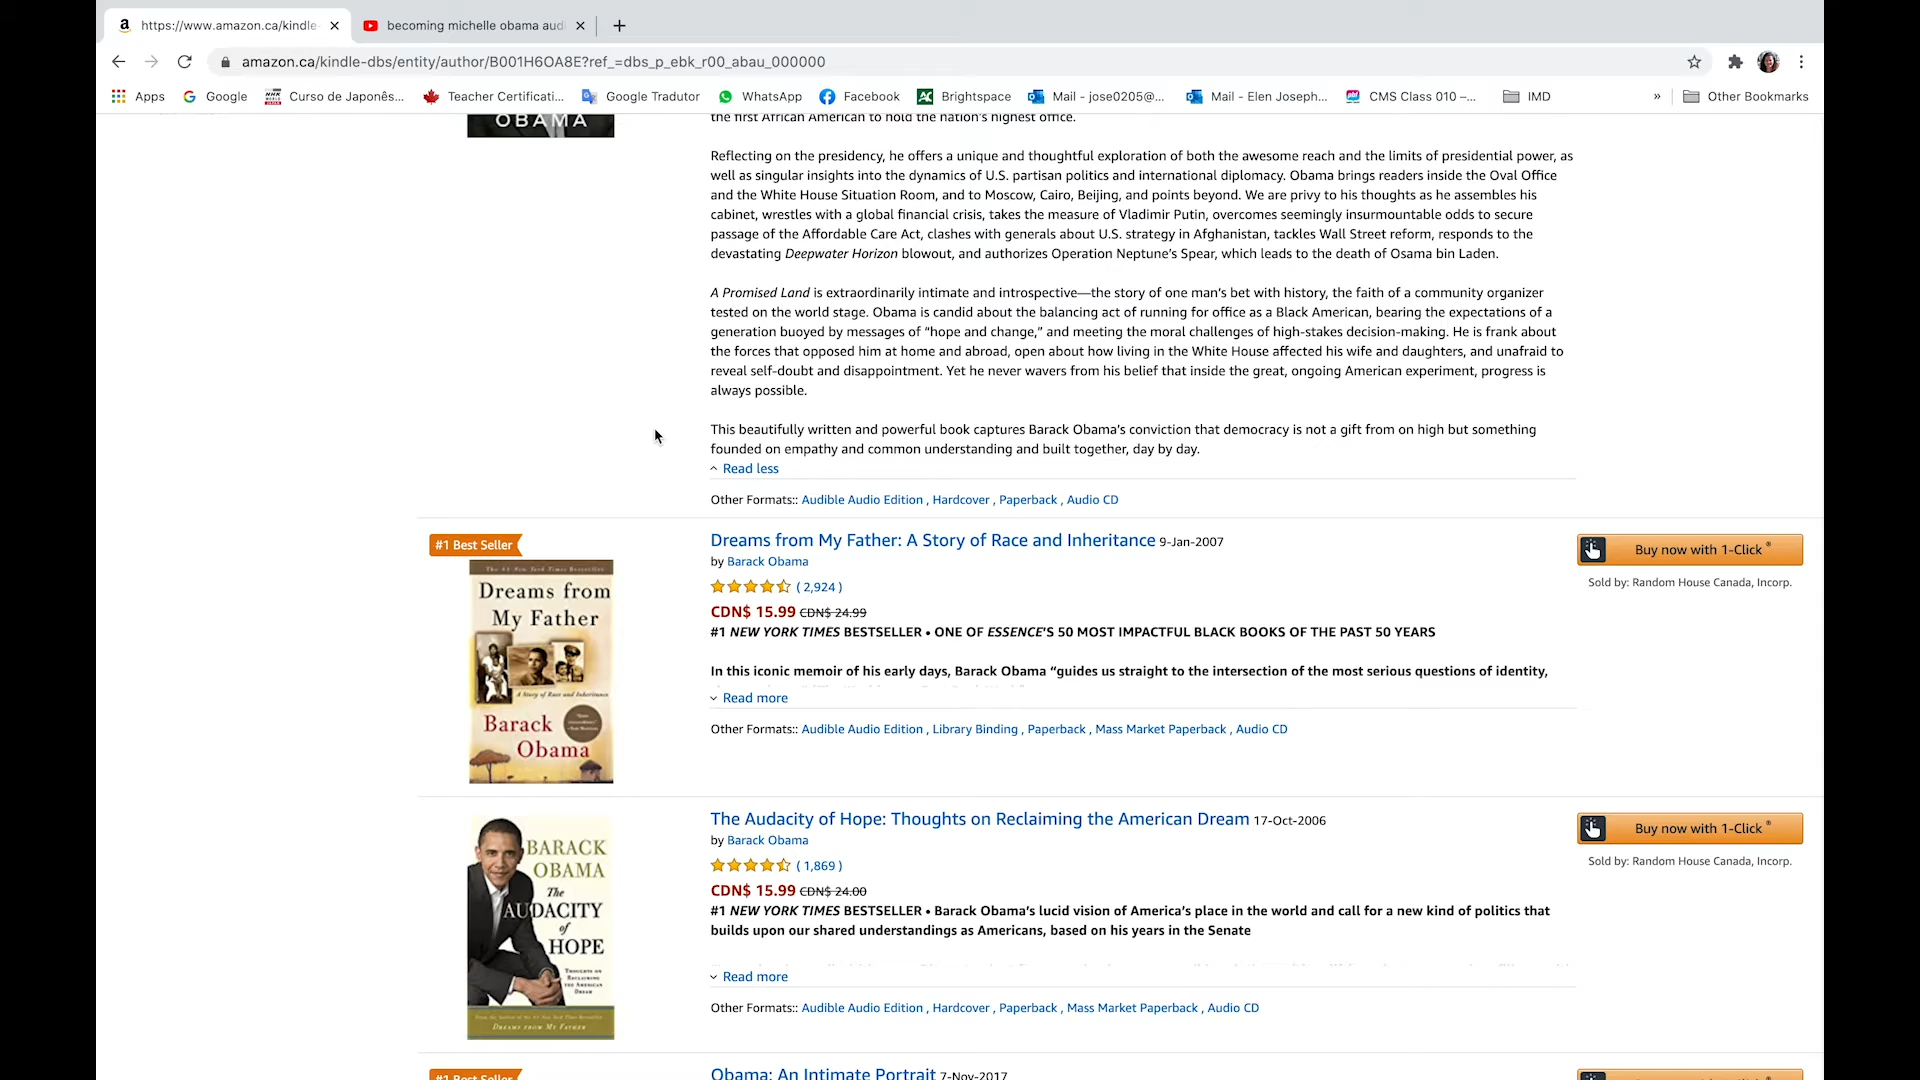 https://www.amazon.ca/kindle-
becoming michelle obama aud
amazon.ca/kindle-dbs/entity/author/B001H6OA8E?ref_=dbs_p_ebk_r00_abau_000000
Apps
Google
Curso de Japonês...
Teacher Certificati...
Google Tradutor
WhatsApp
Facebook
Brightspace
Mail - jose0205@...
Mail - Elen Joseph...
CMS Class 010 –...
IMD
»
Other Bookmarks
OBAMA
the first African American to hold the nation's highest office.
Reflecting on the presidency, he offers a unique and thoughtful exploration of both the awesome reach and the limits of presidential power, as
well as singular insights into the dynamics of U.S. partisan politics and international diplomacy. Obama brings readers inside the Oval Office
and the White House Situation Room, and to Moscow, Cairo, Beijing, and points beyond. We are privy to his thoughts as he assembles his
cabinet, wrestles with a global financial crisis, takes the measure of Vladimir Putin, overcomes seemingly insurmountable odds to secure
passage of the Affordable Care Act, clashes with generals about U.S. strategy in Afghanistan, tackles Wall Street reform, responds to the
devastating Deepwater Horizon blowout, and authorizes Operation Neptune's Spear, which leads to the death of Osama bin Laden.
A Promised Land is extraordinarily intimate and introspective—the story of one man's bet with history, the faith of a community organizer
tested on the world stage. Obama is candid about the balancing act of running for office as a Black American, bearing the expectations of a
generation buoyed by messages of “hope and change,” and meeting the moral challenges of high-stakes decision-making. He is frank about
the forces that opposed him at home and abroad, open about how living in the White House affected his wife and daughters, and unafraid to
reveal self-doubt and disappointment. Yet he never wavers from his belief that inside the great, ongoing American experiment, progress is
always possible.
This beautifully written and powerful book captures Barack Obama's conviction that democracy is not a gift from on high but something
founded on empathy and common understanding and built together, day by day.
Read less
Other Formats:: Audible Audio Edition , Hardcover , Paperback , Audio CD
#1 Best Seller
The #1 New York Times Bestseller
Dreams from
My Father
A Story of Race and Inheritance
Barack
Obama
Dreams from My Father: A Story of Race and Inheritance 9-Jan-2007
by Barack Obama
( 2,924 )
CDN$ 15.99 CDN$ 24.99
#1 NEW YORK TIMES BESTSELLER • ONE OF ESSENCE'S 50 MOST IMPACTFUL BLACK BOOKS OF THE PAST 50 YEARS
In this iconic memoir of his early days, Barack Obama “guides us straight to the intersection of the most serious questions of identity,
Read more
Other Formats:: Audible Audio Edition , Library Binding , Paperback , Mass Market Paperback , Audio CD
Buy now with 1-Click ®
Sold by: Random House Canada, Incorp.
BARACK
OBAMA
The
AUDACITY
of
HOPE
THOUGHTS ON
RECLAIMING
THE AMERICAN
DREAM
DREAMS FROM MY FATHER
The Audacity of Hope: Thoughts on Reclaiming the American Dream 17-Oct-2006
by Barack Obama
( 1,869 )
CDN$ 15.99 CDN$ 24.00
#1 NEW YORK TIMES BESTSELLER • Barack Obama's lucid vision of America's place in the world and call for a new kind of politics that
builds upon our shared understandings as Americans, based on his years in the Senate
Read more
Other Formats:: Audible Audio Edition , Hardcover , Paperback , Mass Market Paperback , Audio CD
Buy now with 1-Click ®
Sold by: Random House Canada, Incorp.
#1 Best Seller
Obama: An Intimate Portrait 7-Nov-2017